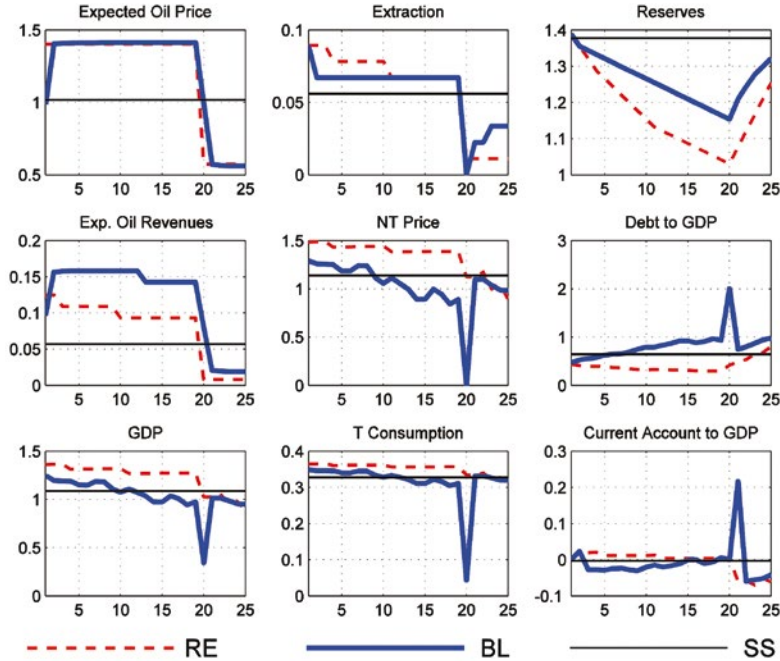 Expected Oil Price
Extraction
Reserves
1.5
1
0.5
5 10 15 20 25
0.1
0.05
0
5 10 15 20 25
1.4
1.3
1.2
1.1
1
5 10 15 20 25
Exp. Oil Revenues
NT Price
Debt to GDP
0.2
0.15
0.1
0.05
0
5 10 15 20 25
1.5
1
0.5
0
5 10 15 20 25
3
2
1
0
5 10 15 20 25
GDP
T Consumption
Current Account to GDP
1.5
1
0.5
0
5 10 15 20 25
0.4
0.3
0.2
0.1
0
5 10 15 20 25
0.3
0.2
0.1
0
-0.1
5 10 15 20 25
RE
BL
SS